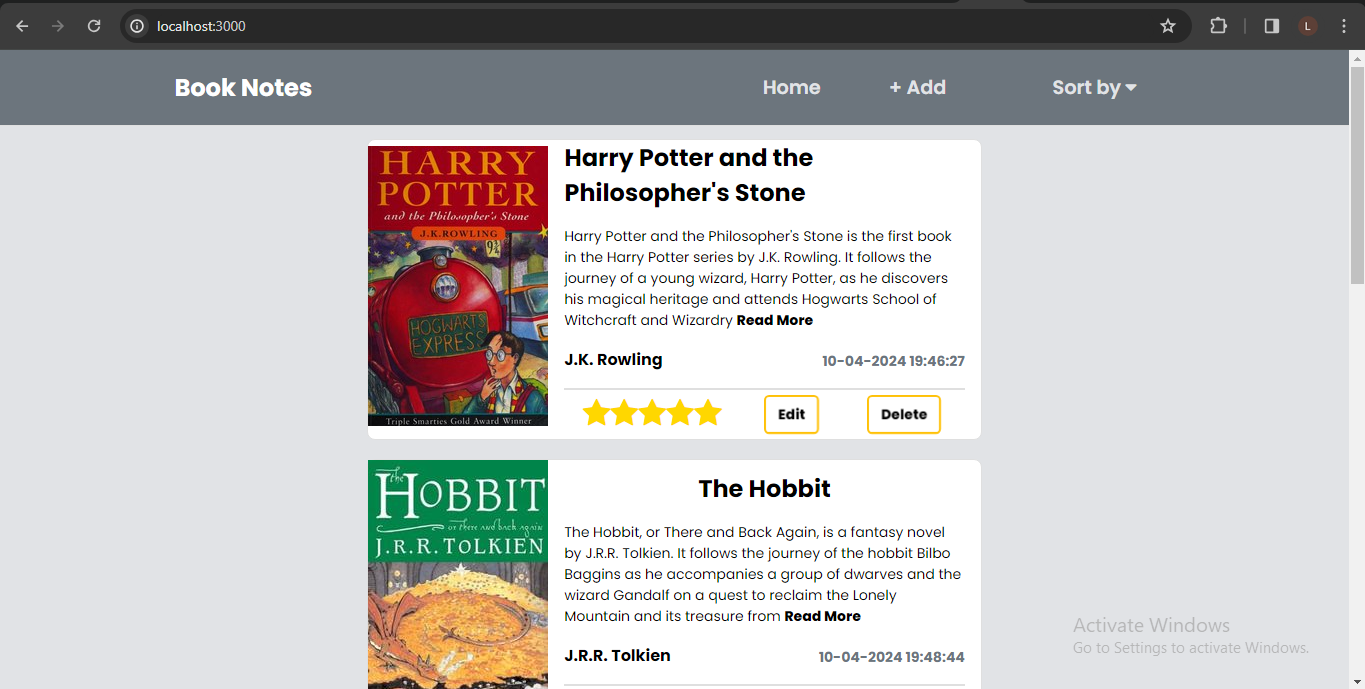 localhost:3000
L
Book Notes
Home
+ Add
Sort by
HARRY
POTTER
and the Philosopher's Stone
J.K.ROWLING
9¾
HOGWARTS
EXPRESS
Triple Smarties Gold Award Winner
Harry Potter and the
Philosopher's Stone
Harry Potter and the Philosopher's Stone is the first book
in the Harry Potter series by J.K. Rowling. It follows the
journey of a young wizard, Harry Potter, as he discovers
his magical heritage and attends Hogwarts School of
Witchcraft and Wizardry Read More
J.K. Rowling
10-04-2024 19:46:27
Edit
Delete
the
HOBBIT
or There and back again
J.R.R. TOLKIEN
The Hobbit
The Hobbit, or There and Back Again, is a fantasy novel
by J.R.R. Tolkien. It follows the journey of the hobbit Bilbo
Baggins as he accompanies a group of dwarves and the
wizard Gandalf on a quest to reclaim the Lonely
Mountain and its treasure from Read More
J.R.R. Tolkien
10-04-2024 19:48:44
Activate Windows
Go to Settings to activate Windows.